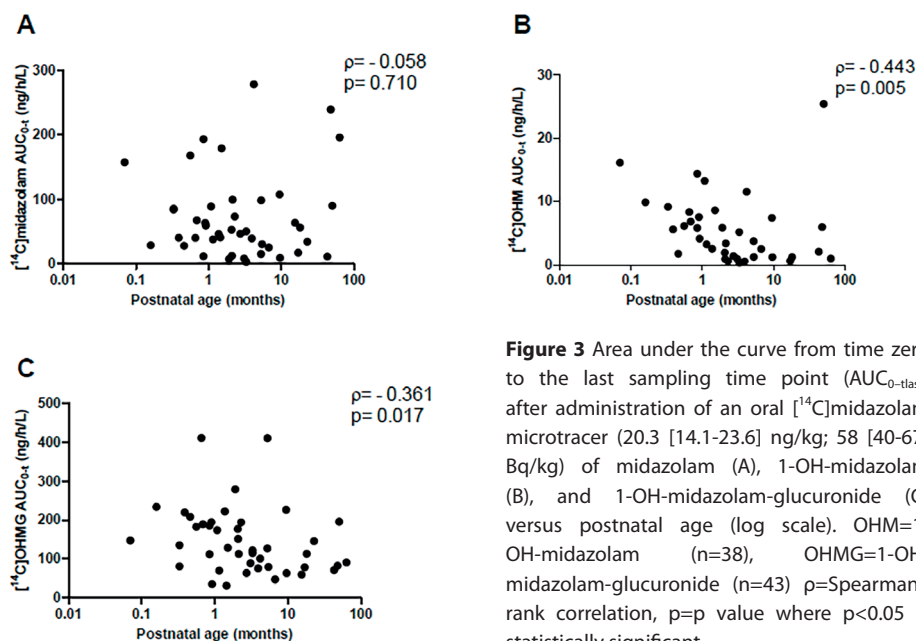 A
ρ= - 0.058
p= 0.710
[14C]midazolam AUC0-t (ng/h/L)
300
200
100
0
0.01 0.1 1 10 100
Postnatal age (months)
B
ρ= - 0.443
p= 0.005
[14C]OHM AUC0-t (ng/h/L)
30
20
10
0
0.01 0.1 1 10 100
Postnatal age (months)
C
ρ= - 0.361
p= 0.017
[14C]OHMG AUC0-t (ng/h/L)
500
400
300
200
100
0
0.01 0.1 1 10 100
Postnatal age (months)
Figure 3 Area under the curve from time zer
to the last sampling time point (AUC0–tlas
after administration of an oral [14C]midazolan
microtracer (20.3 [14.1-23.6] ng/kg; 58 [40-67
Bq/kg) of midazolam (A), 1-OH-midazolan
(B), and 1-OH-midazolam-glucuronide (C
versus postnatal age (log scale). OHM=1
OH-midazolam (n=38), OHMG=1-OH
midazolam-glucuronide (n=43) ρ=Spearman
rank correlation, p=p value where p<0.05
statistically significant